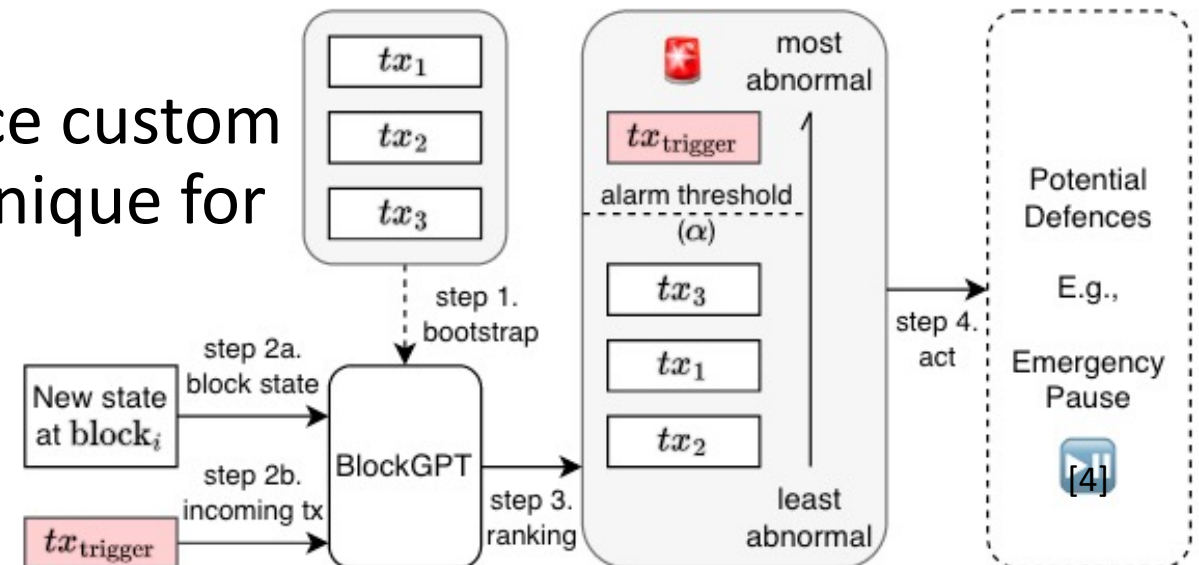 ce custom
nique for
tx1
tx2
tx3
step 1.
bootstrap
step 2a.
block state
New state
at blocki
step 2b.
incoming tx
txtrigger
BlockGPT
step 3.
ranking
most
abnormal
txtrigger
alarm threshold
(α)
tx3
tx1
tx2
least
abnormal
step 4.
act
Potential
Defences
E.g.,
Emergency
Pause
[4]